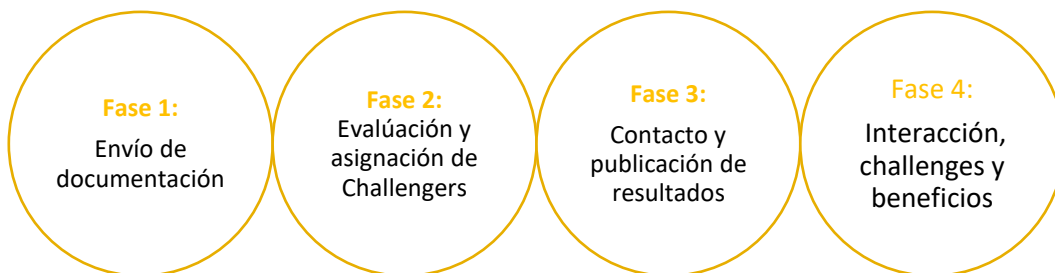 Fase 1:
Envío de
documentación
Fase 2:
Evalúación y
asignación de
Challengers
Fase 3:
Contacto y
publicación de
resultados
Fase 4:
Interacción,
challenges y
beneficios